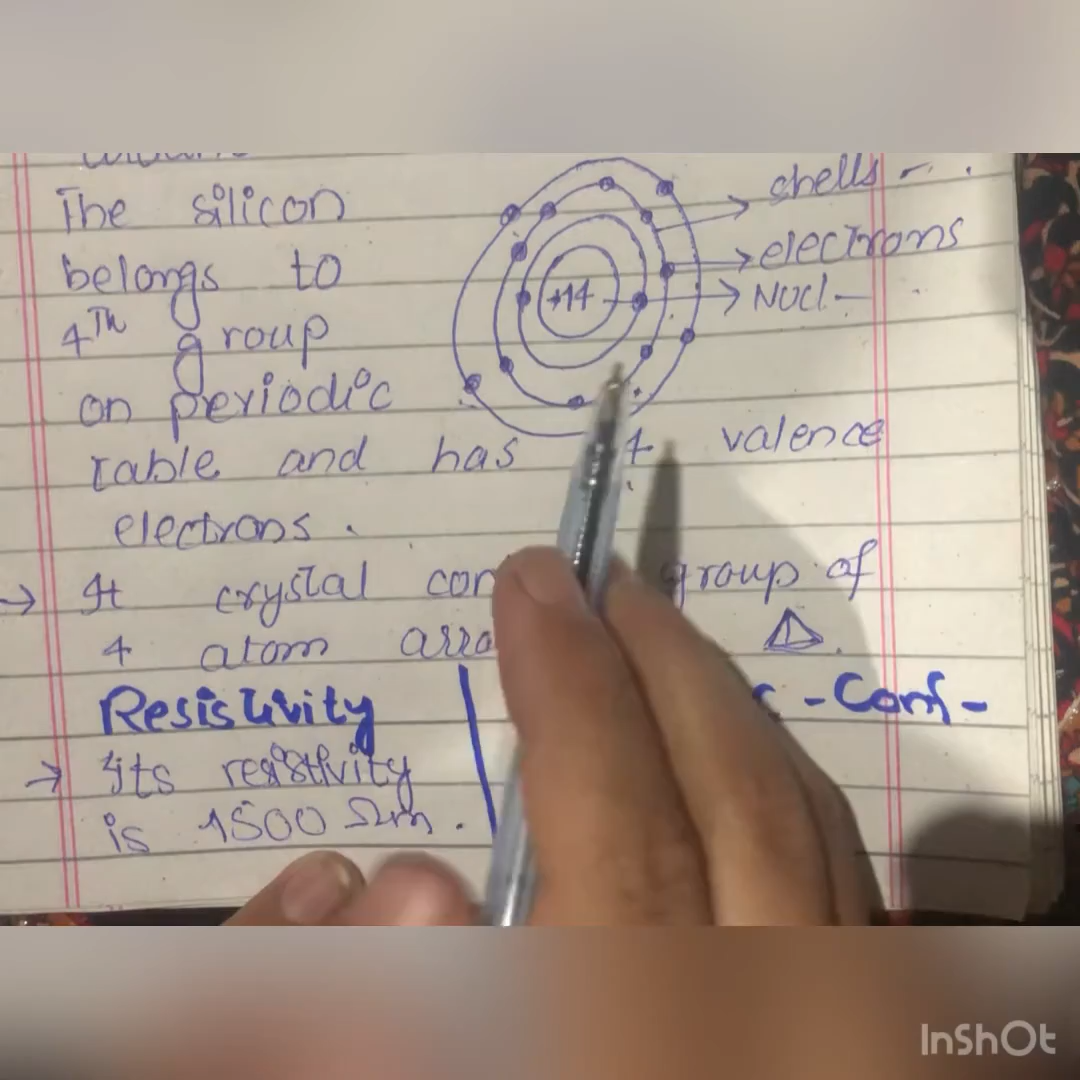 The silicon
belongs to
4Th group
on periodic
table and has 4 valence
electrons.
shells
electrons
Nucl-
+14
→ It crystal con group of
4 atom arra
Resistivity
- Conf -
→ Its resistivity
is 1500 Ωm.
InShOt